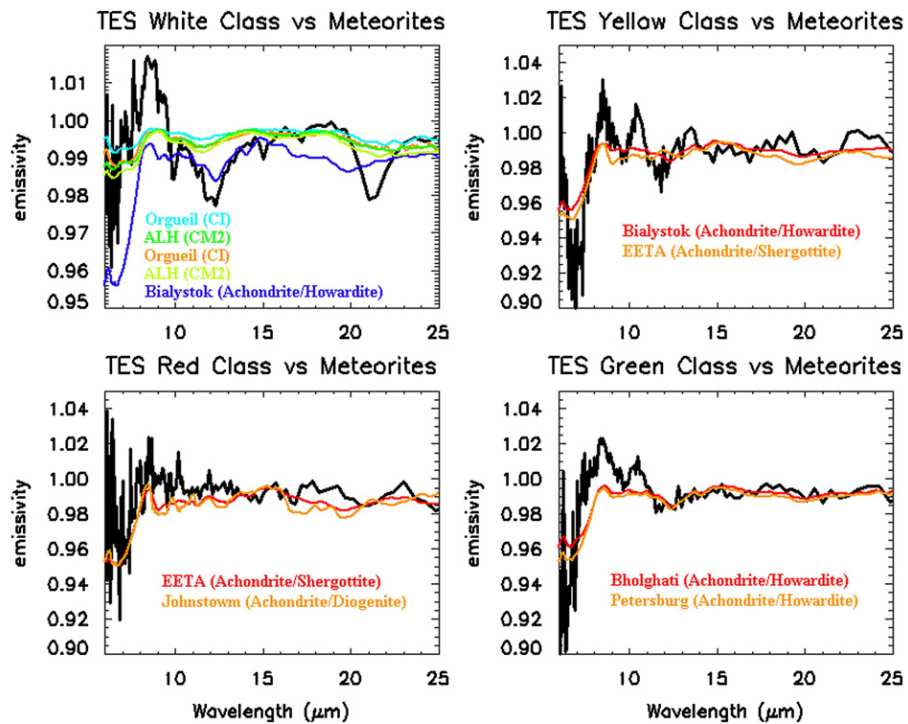 TES White Class vs Meteorites
1.01
1.00
0.99
0.98
0.97
0.96
0.95
emissivity
Orgueil (CI)
ALH (CM2)
Orgueil (CI)
ALH (CM2)
Bialystok (Achondrite/Howardite)
10 15 20 25
TES Yellow Class vs Meteorites
1.04
1.02
1.00
0.98
0.96
0.94
0.92
0.90
emissivity
Bialystok (Achondrite/Howardite)
EETA (Achondrite/Shergottite)
10 15 20 25
TES Red Class vs Meteorites
1.04
1.02
1.00
0.98
0.96
0.94
0.92
0.90
emissivity
EETA (Achondrite/Shergottite)
Johnstowm (Achondrite/Diogenite)
10 15 20 25
Wavelength (μm)
TES Green Class vs Meteorites
1.04
1.02
1.00
0.98
0.96
0.94
0.92
0.90
emissivity
Bholghati (Achondrite/Howardite)
Petersburg (Achondrite/Howardite)
10 15 20 25
Wavelength (μm)